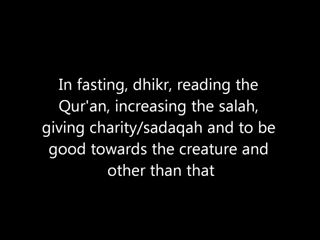 In fasting, dhikr, reading the
Qur'an, increasing the salah,
giving charity/sadaqah and to be
good towards the creature and
other than that